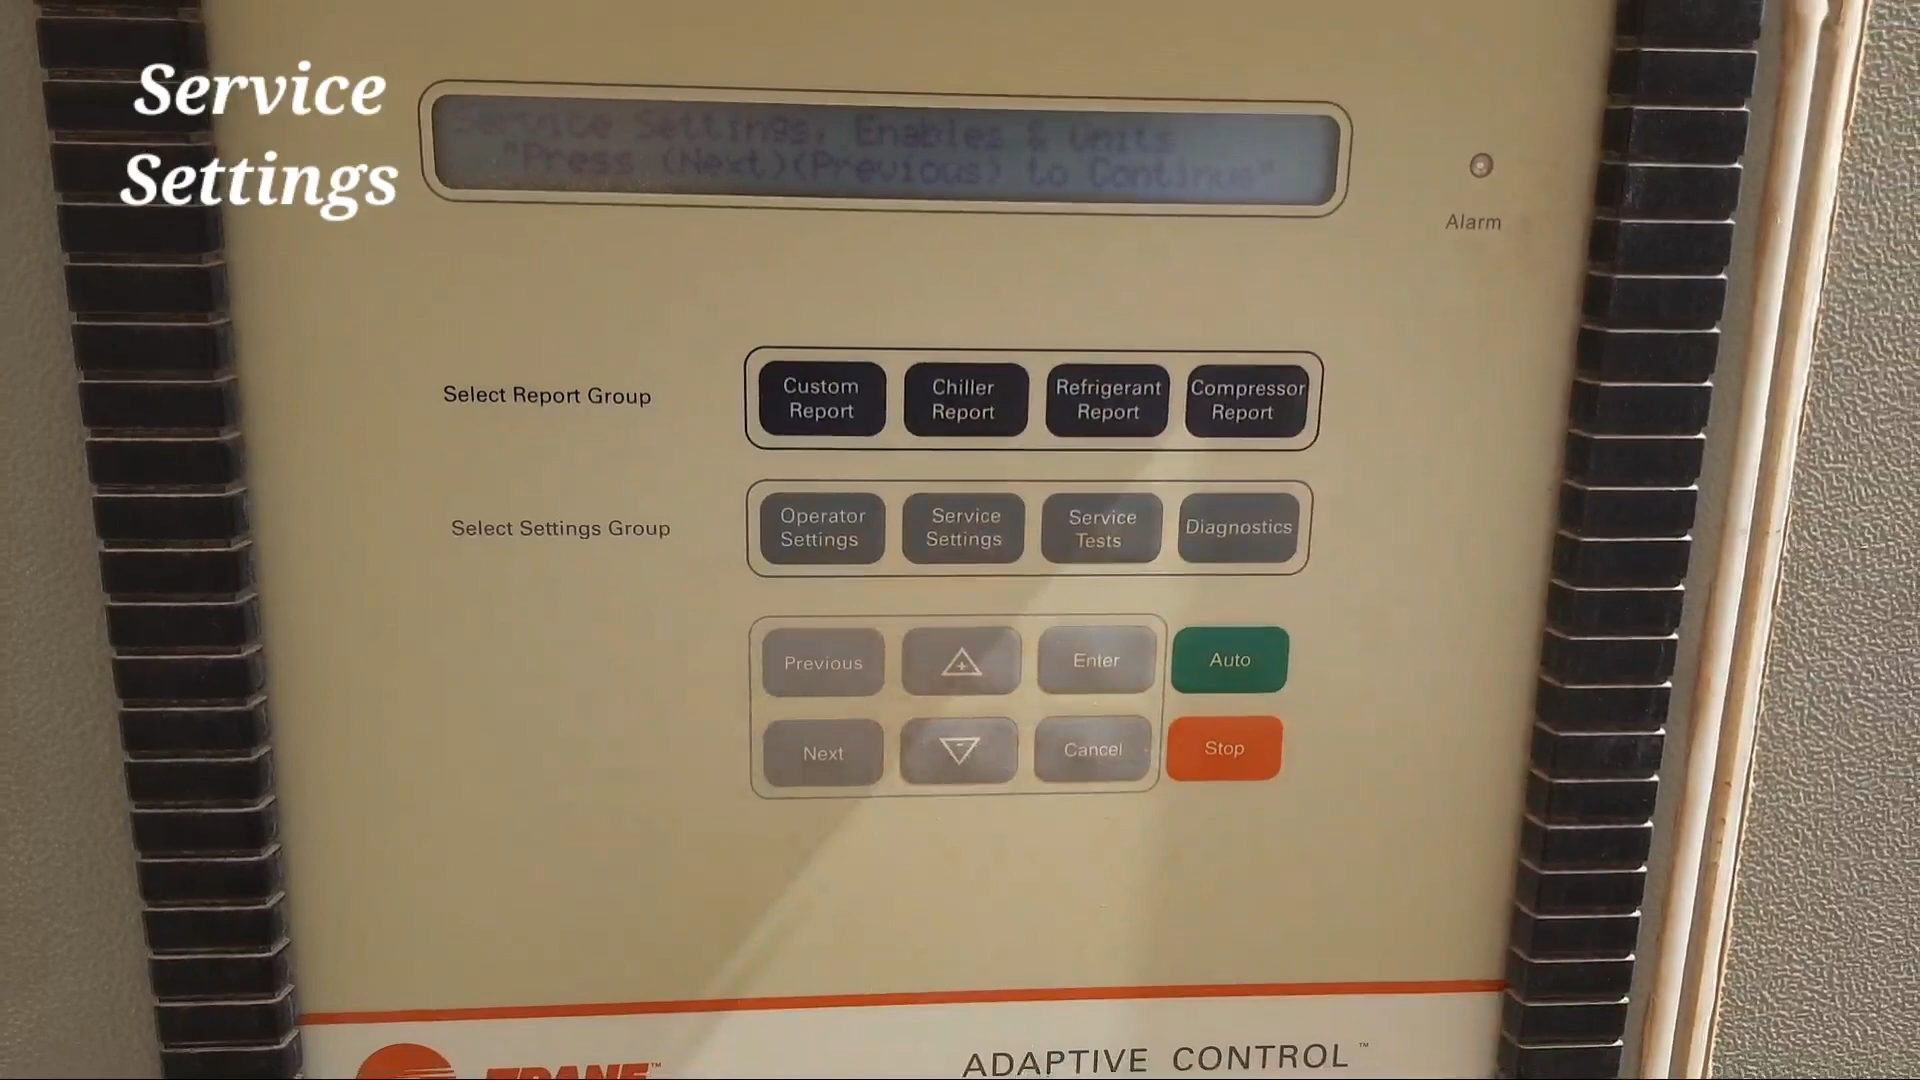 Service
Settings
Service Settings, Enables & Units
"Press (Next)(Previous) to Continue"
Alarm
Select Report Group
Custom
Report
Chiller
Report
Refrigerant
Report
Compressor
Report
Select Settings Group
Operator
Settings
Service
Settings
Service
Tests
Diagnostics
Previous
+
Enter
Auto
Next
-
Cancel
Stop
TRANE™
ADAPTIVE CONTROL™